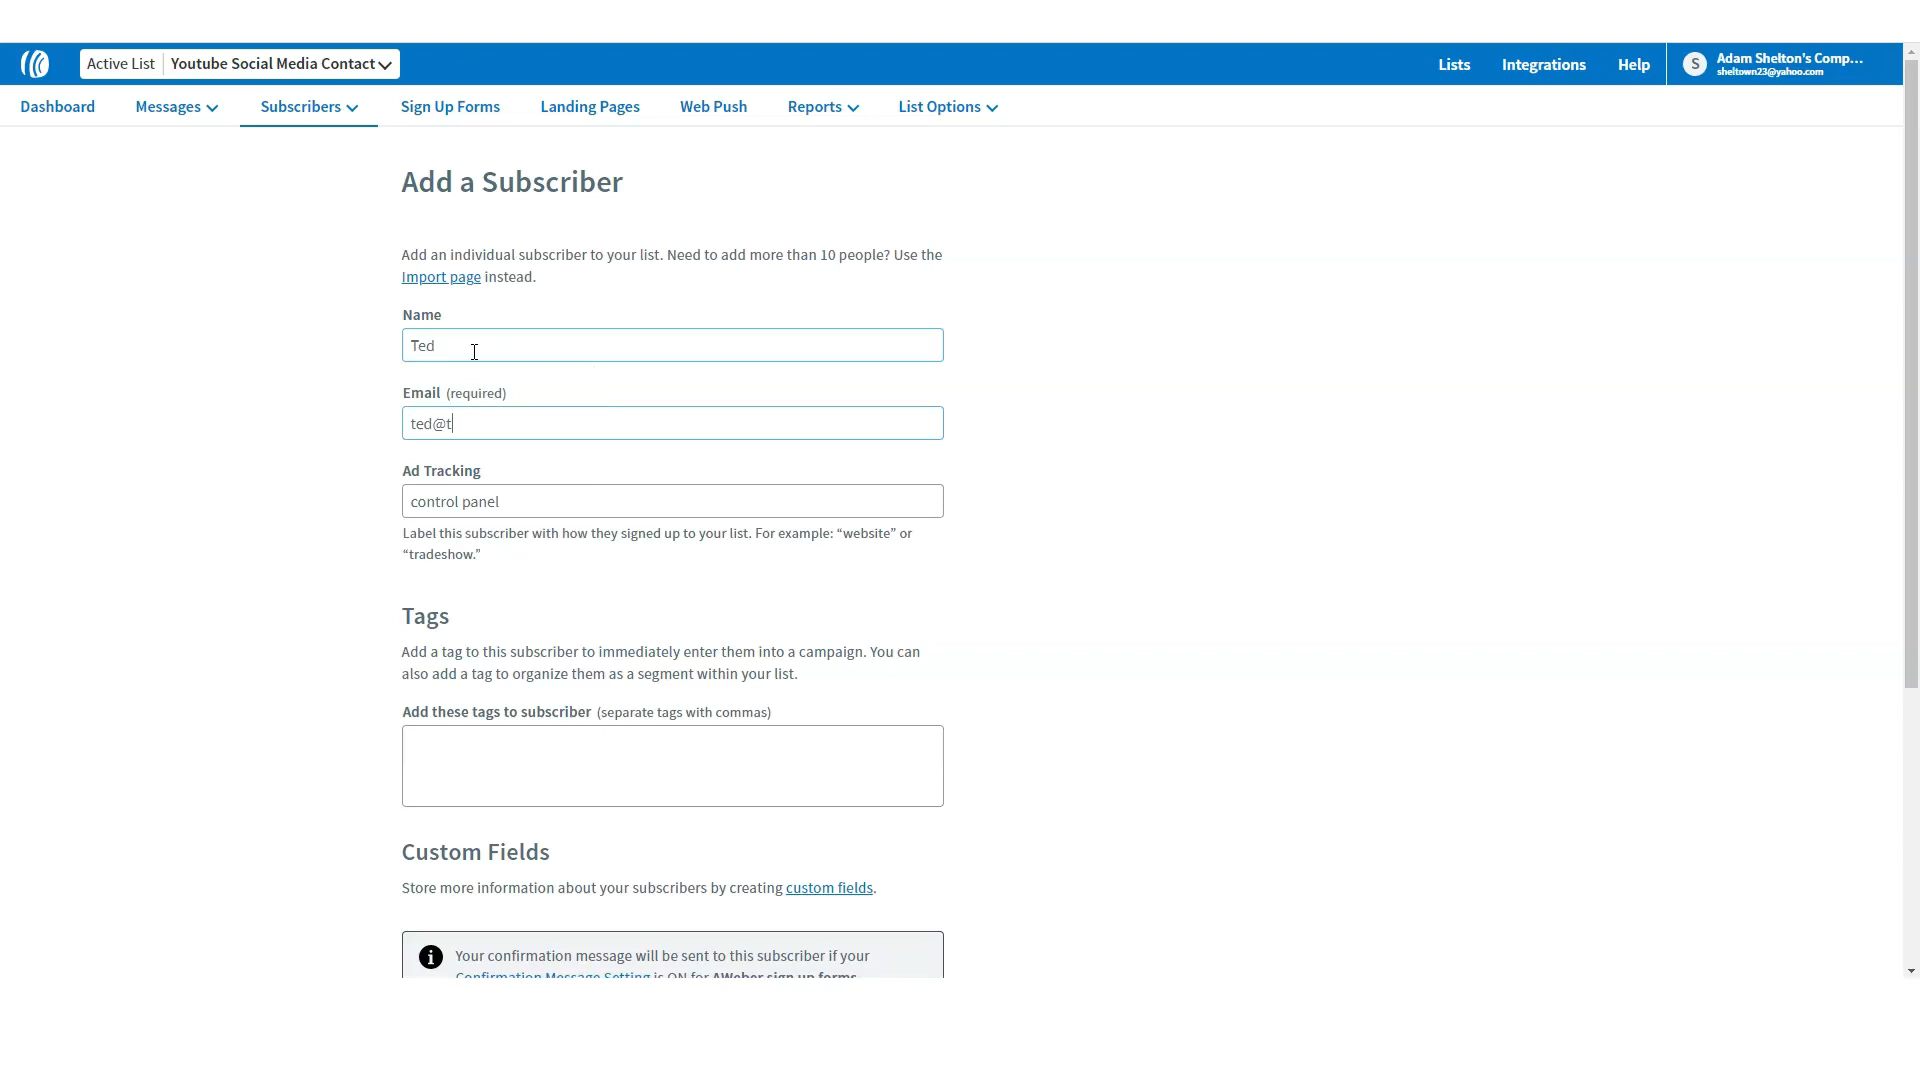 Active List Youtube Social Media Contact
Lists Integrations Help S Adam Shelton's Comp...
sheltown23@yahoo.com
Dashboard Messages Subscribers Sign Up Forms Landing Pages Web Push Reports List Options
Add a Subscriber
Add an individual subscriber to your list. Need to add more than 10 people? Use the
Import page instead.
Name
Ted
Email (required)
ted@t
Ad Tracking
control panel
Label this subscriber with how they signed up to your list. For example: “website” or
“tradeshow.”
Tags
Add a tag to this subscriber to immediately enter them into a campaign. You can
also add a tag to organize them as a segment within your list.
Add these tags to subscriber (separate tags with commas)
Custom Fields
Store more information about your subscribers by creating custom fields.
Your confirmation message will be sent to this subscriber if your
Confirmation Message Setting is ON for AWeber sign up forms.